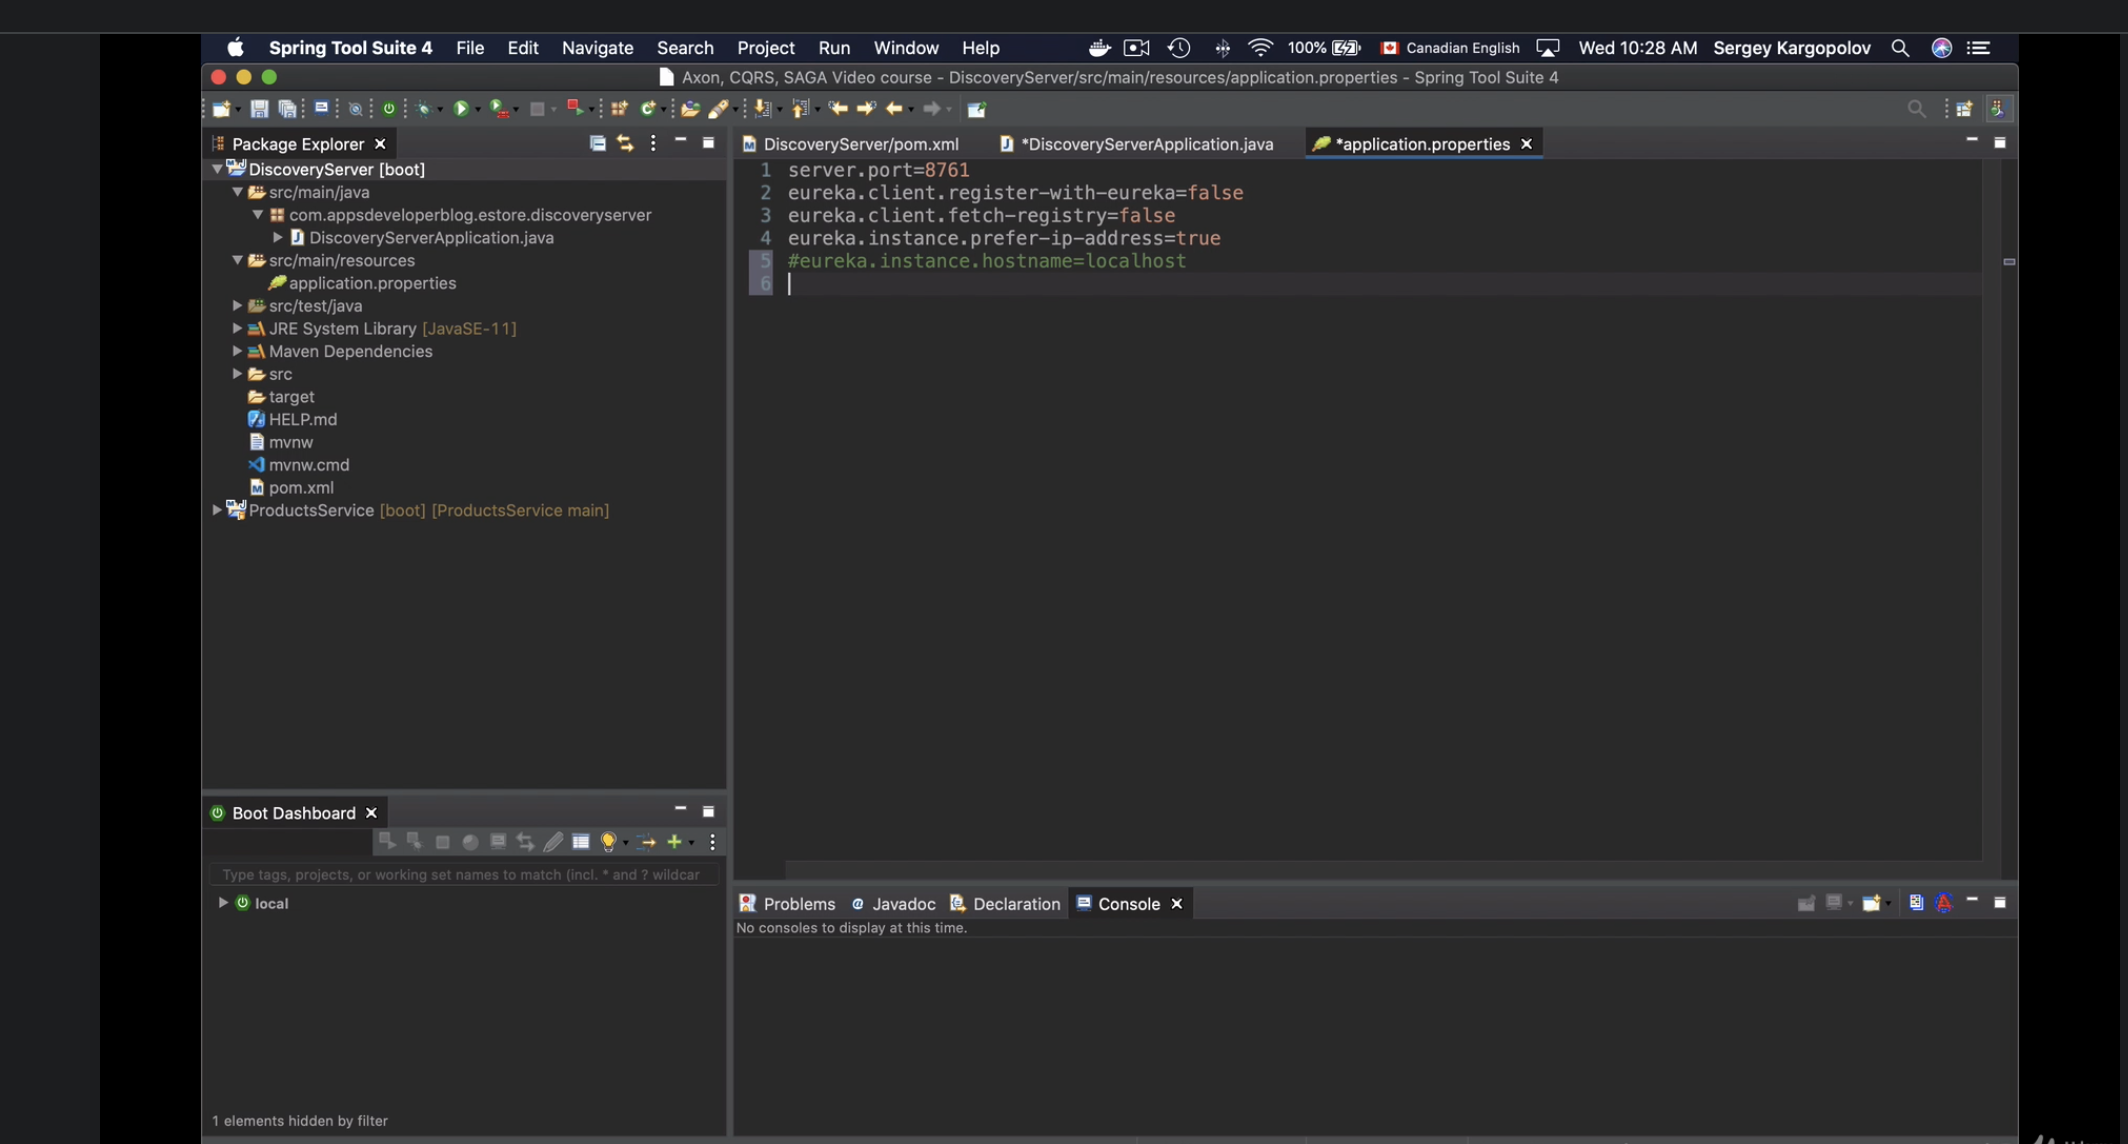 Spring Tool Suite 4 File Edit Navigate Search Project Run Window Help 100% Canadian English Wed 10:28 AM Sergey Kargopolov
Axon, CQRS, SAGA Video course - DiscoveryServer/src/main/resources/application.properties - Spring Tool Suite 4
Package Explorer
DiscoveryServer [boot]
src/main/java
com.appsdeveloperblog.estore.discoveryserver
DiscoveryServerApplication.java
src/main/resources
application.properties
src/test/java
JRE System Library [JavaSE-11]
Maven Dependencies
src
target
HELP.md
mvnw
mvnw.cmd
pom.xml
ProductsService [boot] [ProductsService main]
DiscoveryServer/pom.xml *DiscoveryServerApplication.java *application.properties
1 server.port=8761
2 eureka.client.register-with-eureka=false
3 eureka.client.fetch-registry=false
4 eureka.instance.prefer-ip-address=true
5 #eureka.instance.hostname=localhost
6
Boot Dashboard
Type tags, projects, or working set names to match (incl. * and ? wildcar
local
1 elements hidden by filter
Problems Javadoc Declaration Console
No consoles to display at this time.